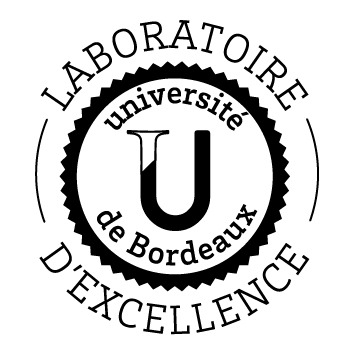 LABORATOIRE
université
U
de Bordeaux
D'EXCELLENCE